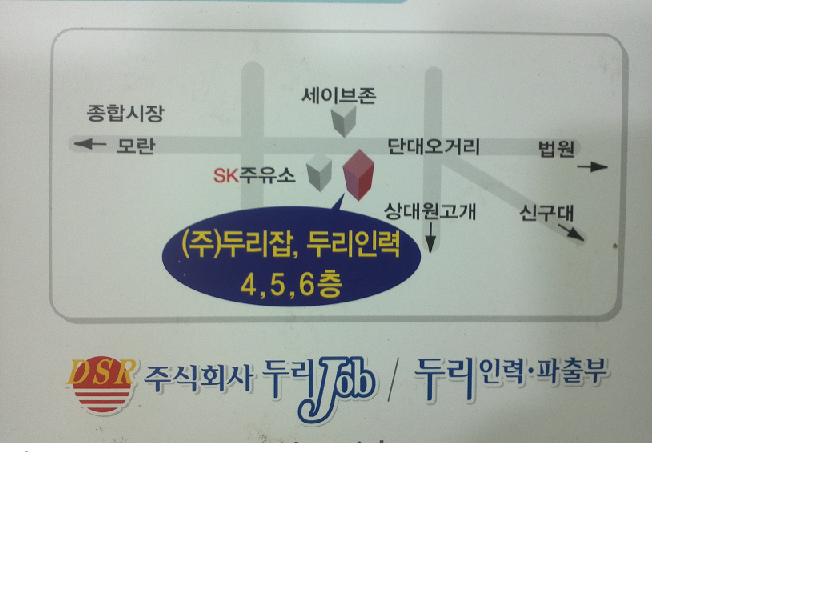 세이브존
종합시장
모란
단대오거리
법원
SK주유소
상대원고개
신구대
(주)두리잡, 두리인력
4,5,6층
DSR 주식회사 두리Job / 두리인력·파출부